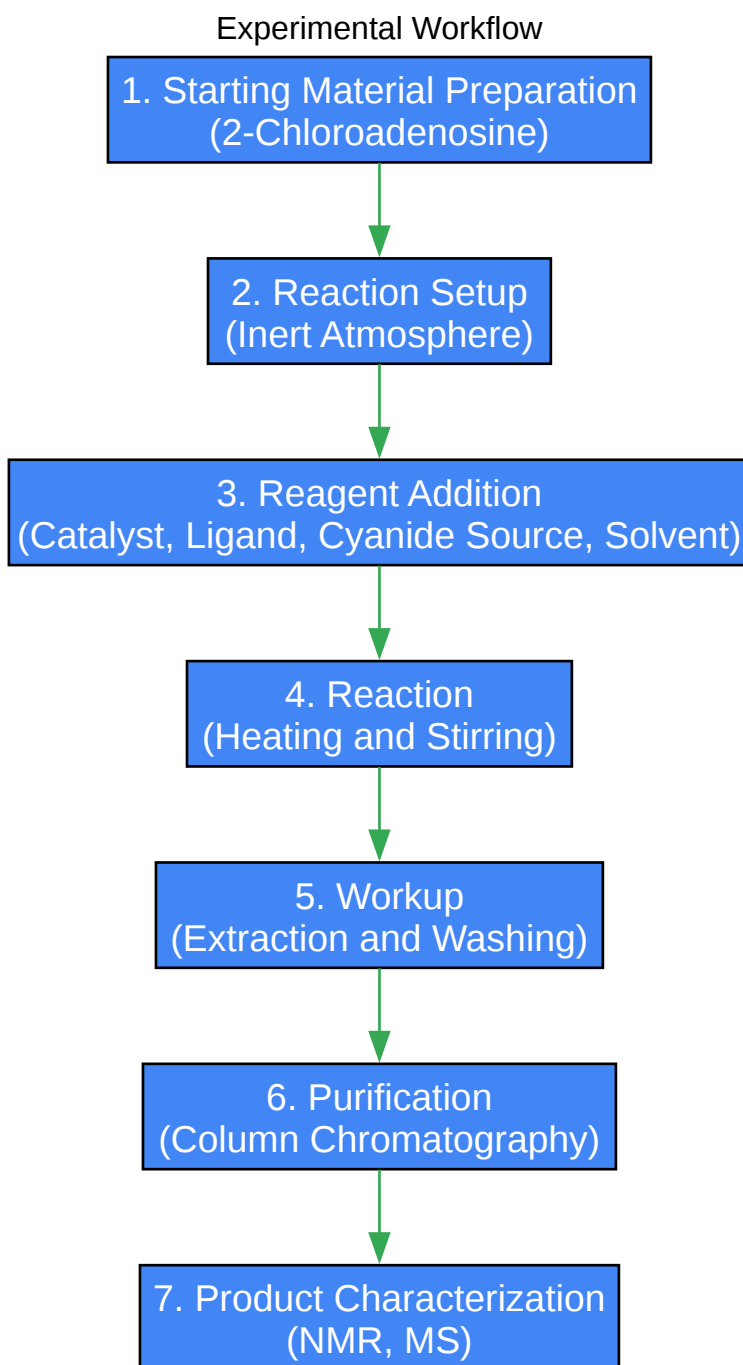 Experimental Workflow
1. Starting Material Preparation
(2-Chloroadenosine)
2. Reaction Setup
(Inert Atmosphere)
3. Reagent Addition
(Catalyst, Ligand, Cyanide Source, Solvent)
4. Reaction
(Heating and Stirring)
5. Workup
(Extraction and Washing)
6. Purification
(Column Chromatography)
7. Product Characterization
(NMR, MS)